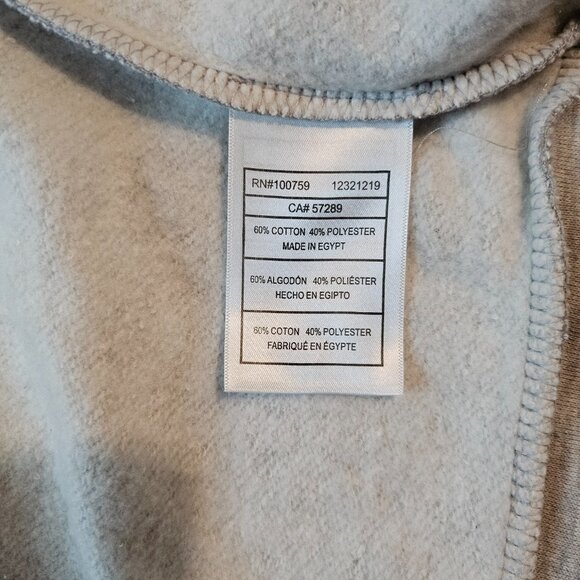 RN#100759 12321219
CA# 57289
60% COTTON 40% POLYESTER
MADE IN EGYPT
60% ALGODÓN 40% POLIÉSTER
HECHO EN EGIPTO
60% COTON 40% POLYESTER
FABRIQUÉ EN ÉGYPTE